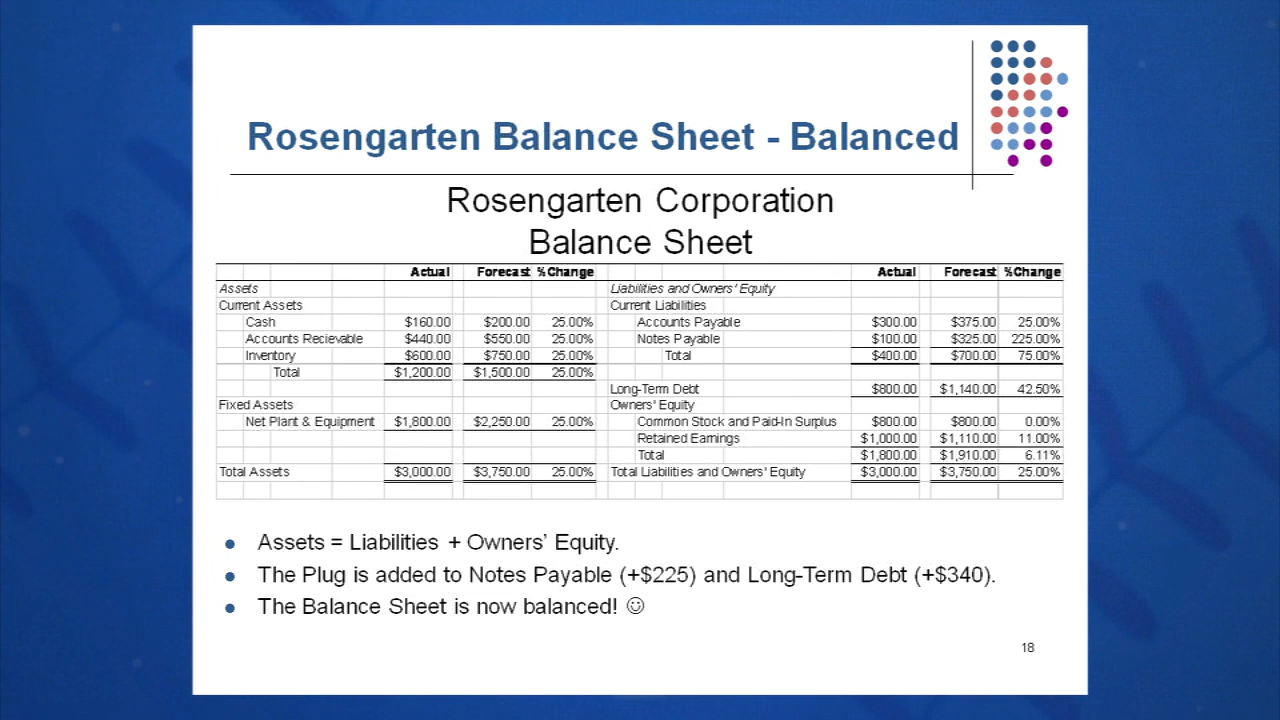 Rosengarten Balance Sheet - Balanced
Rosengarten Corporation
Balance Sheet
Actual Forecast %Change Actual Forecast %Change
Assets Liabilities and Owners' Equity
Current Assets Current Liabilities
Cash $160.00 $200.00 25.00% Accounts Payable $300.00 $375.00 25.00%
Accounts Recievable $440.00 $550.00 25.00% Notes Payable $100.00 $325.00 225.00%
Inventory $600.00 $750.00 25.00% Total $400.00 $700.00 75.00%
Total $1,200.00 $1,500.00 25.00%
Long-Term Debt $800.00 $1,140.00 42.50%
Fixed Assets Owners' Equity
Net Plant & Equipment $1,800.00 $2,250.00 25.00% Common Stock and Paid-In Surplus $800.00 $800.00 0.00%
Retained Earnings $1,000.00 $1,110.00 11.00%
Total $1,800.00 $1,910.00 6.11%
Total Assets $3,000.00 $3,750.00 25.00% Total Liabilities and Owners' Equity $3,000.00 $3,750.00 25.00%
● Assets = Liabilities + Owners' Equity.
● The Plug is added to Notes Payable (+$225) and Long-Term Debt (+$340).
● The Balance Sheet is now balanced! ☺
18